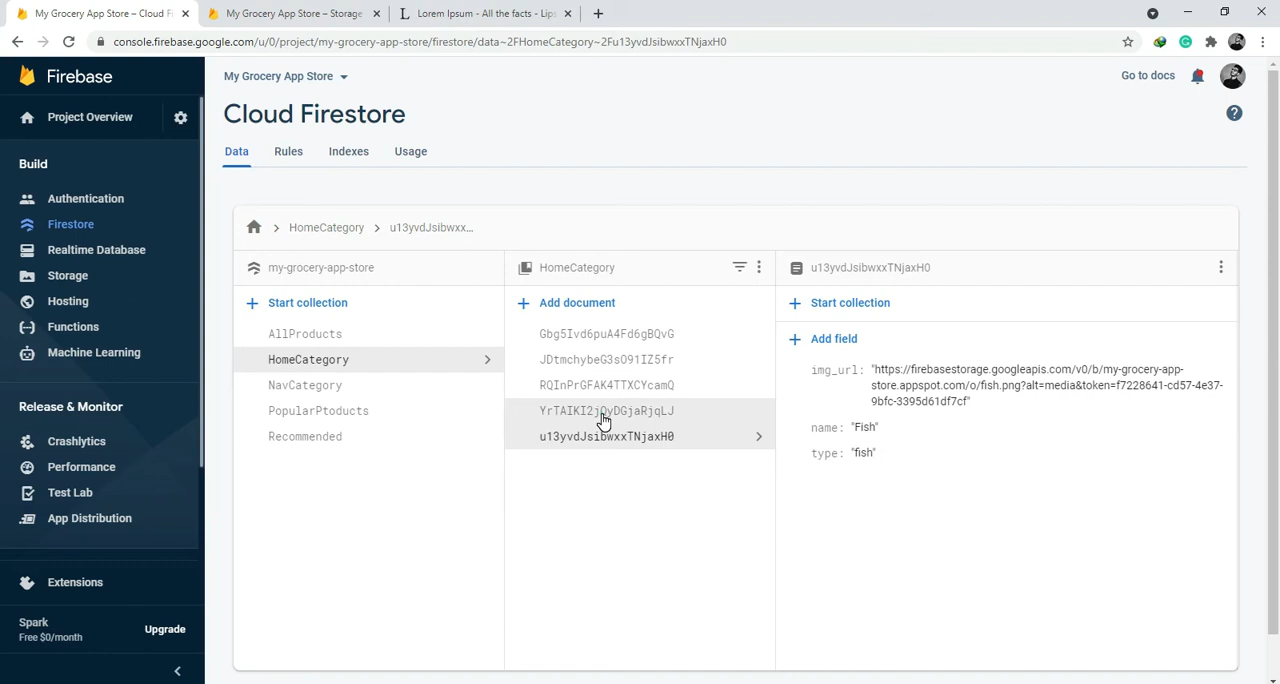 My Grocery App Store – Cloud Fi
My Grocery App Store – Storage
Lorem Ipsum - All the facts - Lips
console.firebase.google.com/u/0/project/my-grocery-app-store/firestore/data~2FHomeCategory~2Fu13yvdJsibwxxTNjaxH0
Firebase
My Grocery App Store
Go to docs
Project Overview
Cloud Firestore
Data Rules Indexes Usage
Build
Authentication
Firestore
Realtime Database
Storage
Hosting
Functions
Machine Learning
Release & Monitor
Crashlytics
Performance
Test Lab
App Distribution
Extensions
Spark
Free $0/month
Upgrade
HomeCategory > u13yvdJsibwxx...
my-grocery-app-store
+ Start collection
AllProducts
HomeCategory
NavCategory
PopularPtoducts
Recommended
HomeCategory
+ Add document
Gbg5Ivd6puA4Fd6gBQvG
JDtmchybeG3sO91IZ5fr
RQInPrGFAK4TTXCYcamQ
YrTAIKI2jQyDGjaRjqLJ
u13yvdJsibwxxTNjaxH0
u13yvdJsibwxxTNjaxH0
+ Start collection
+ Add field
img_url: "https://firebasestorage.googleapis.com/v0/b/my-grocery-app-
store.appspot.com/o/fish.png?alt=media&token=f7228641-cd57-4e37-
9bfc-3395d61df7cf"
name: "Fish"
type: "fish"